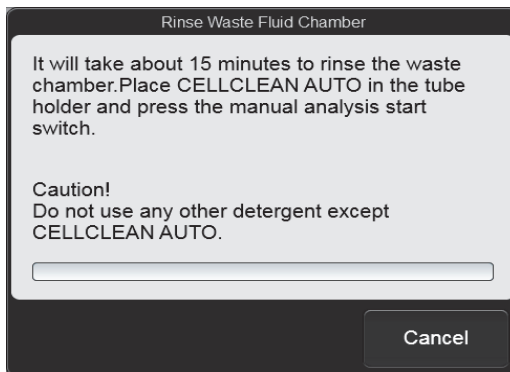 Rinse Waste Fluid Chamber
It will take about 15 minutes to rinse the waste
chamber.Place CELLCLEAN AUTO in the tube
holder and press the manual analysis start
switch.
Caution!
Do not use any other detergent except
CELLCLEAN AUTO.
Cancel